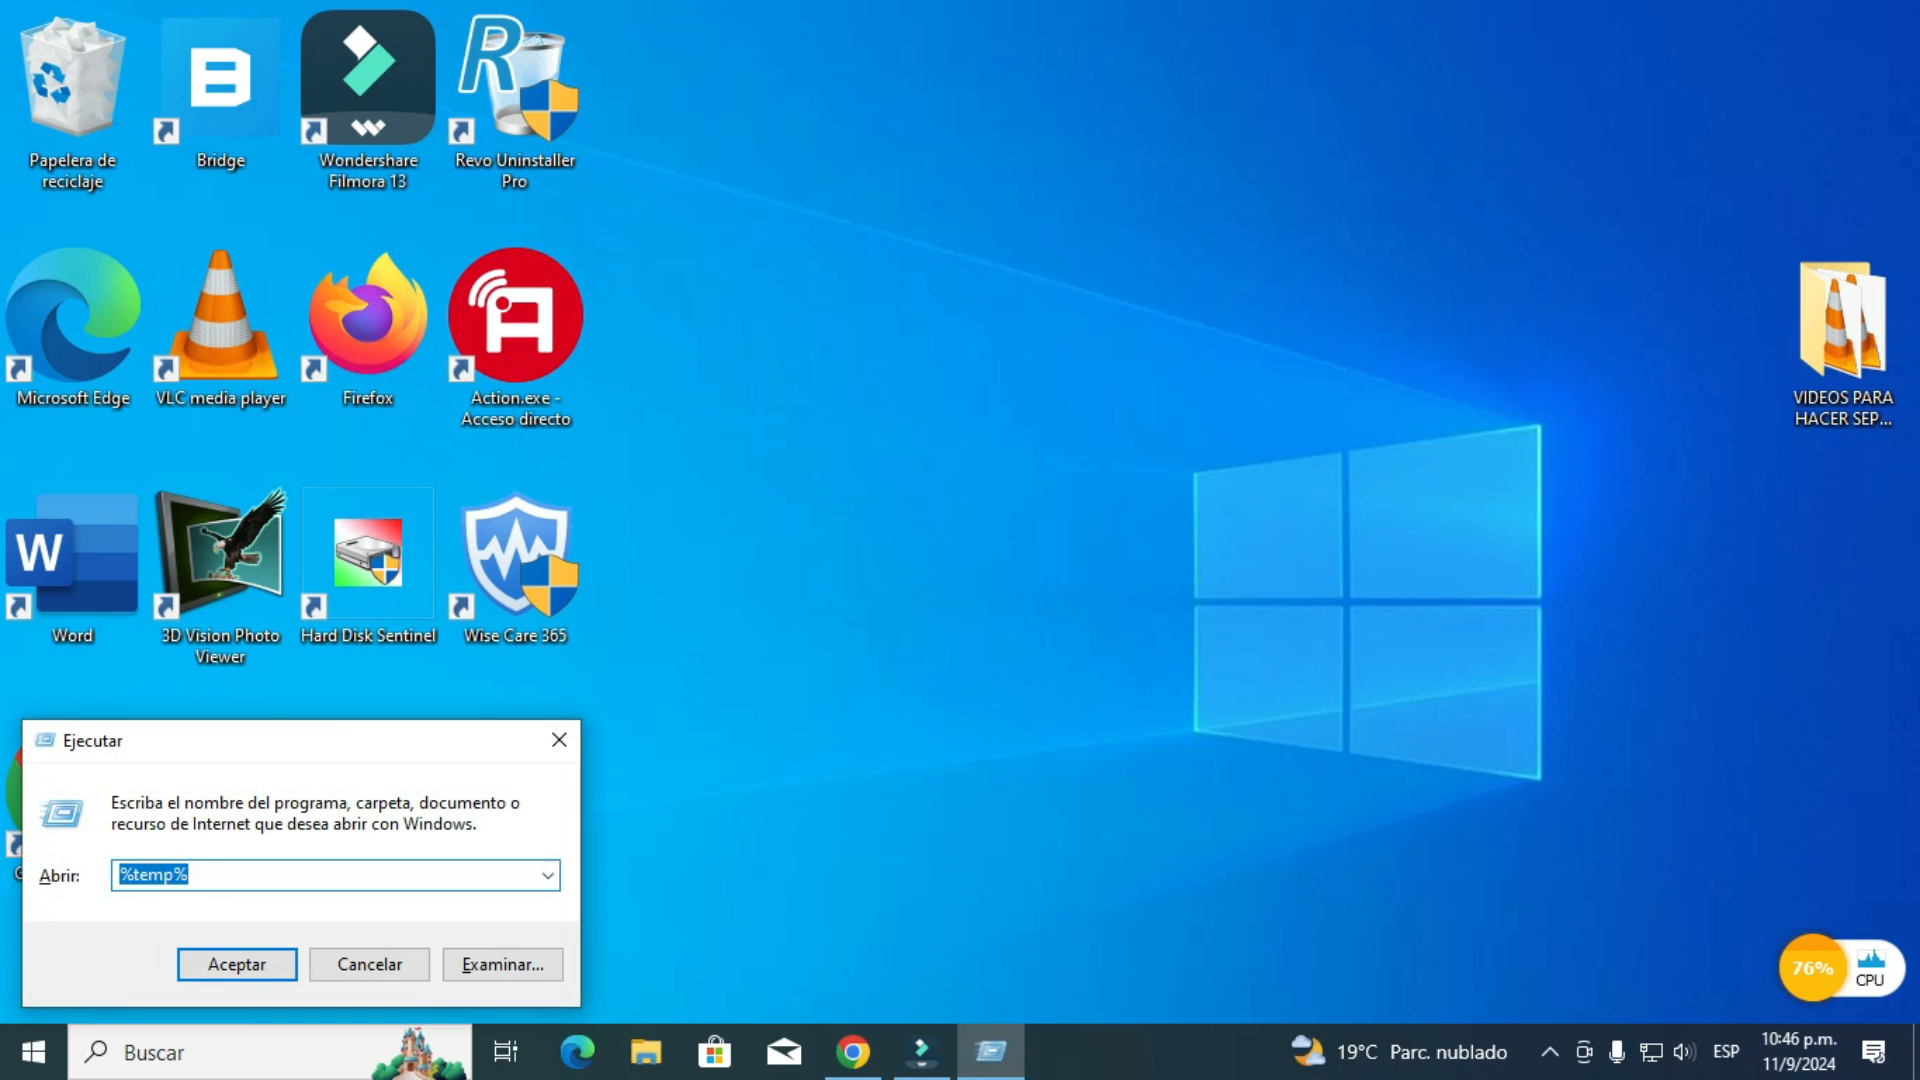 Papelera de
reciclaje
Bridge
Wondershare
Filmora 13
Revo Uninstaller
Pro
Microsoft Edge
VLC media player
Firefox
Action.exe -
Acceso directo
VIDEOS PARA
HACER SEP...
W
Word
3D Vision Photo
Viewer
Hard Disk Sentinel
Wise Care 365
Ejecutar
Escriba el nombre del programa, carpeta, documento o
recurso de Internet que desea abrir con Windows.
Abrir:
%temp%
Aceptar
Cancelar
Examinar...
76%
CPU
Buscar
19°C Parc. nublado
ESP
10:46 p.m.
11/9/2024